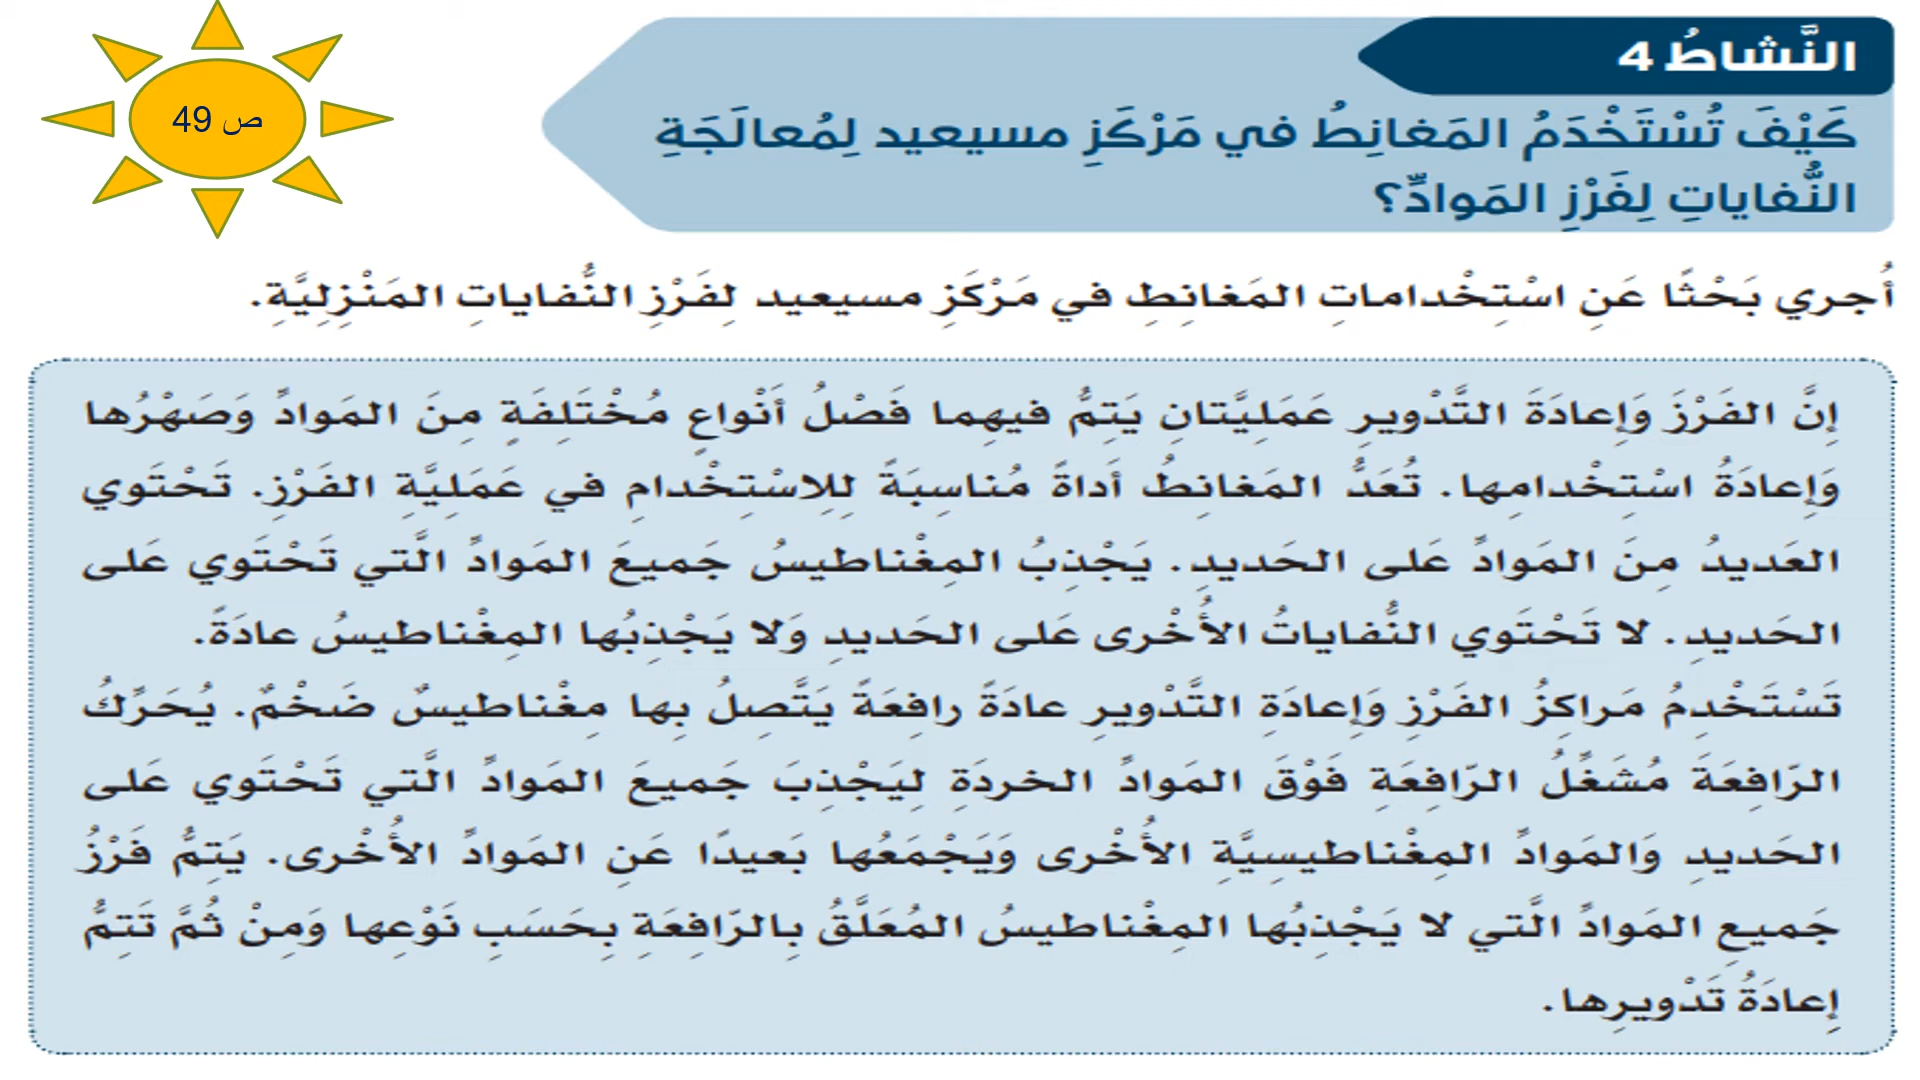 النَّشاطُ 4
كَيْفَ تُسْتَخْدَمُ المَغانِطُ في مَرْكَزِ مسيعيد لِمُعالَجَةِ
النُّفاياتِ لِفَرْزِ المَوادِّ؟
ص 49
أُجري بَحْثًا عَنِ اسْتِخْداماتِ المَغانِطِ في مَرْكَزِ مسيعيد لِفَرْزِ النُّفاياتِ المَنْزِلِيَّةِ.
إِنَّ الفَرْزَ وَإِعادَةَ التَّدْويرِ عَمَلِيَّتانِ يَتِمُّ فيهِما فَصْلُ أَنْواعٍ مُخْتَلِفَةٍ مِنَ المَوادِّ وَصَهْرُها
وَإِعادَةُ اسْتِخْدامِها. تُعَدُّ المَغانِطُ أَداةً مُناسِبَةً لِلِاسْتِخْدامِ في عَمَلِيَّةِ الفَرْزِ. تَحْتَوي
العَديدُ مِنَ المَوادِّ عَلى الحَديدِ. يَجْذِبُ المِغْناطيسُ جَميعَ المَوادِّ الَّتي تَحْتَوي عَلى
الحَديدِ. لا تَحْتَوي النُّفاياتُ الأُخْرى عَلى الحَديدِ وَلا يَجْذِبُها المِغْناطيسُ عادَةً.
تَسْتَخْدِمُ مَراكِزُ الفَرْزِ وَإِعادَةِ التَّدْويرِ عادَةً رافِعَةً يَتَّصِلُ بِها مِغْناطيسٌ ضَخْمٌ. يُحَرِّكُ
الرّافِعَةَ مُشَغِّلُ الرّافِعَةِ فَوْقَ المَوادِّ الخردَةِ لِيَجْذِبَ جَميعَ المَوادِّ الَّتي تَحْتَوي عَلى
الحَديدِ وَالمَوادِّ المِغْناطيسِيَّةِ الأُخْرى وَيَجْمَعُها بَعيدًا عَنِ المَوادِّ الأُخْرى. يَتِمُّ فَرْزُ
جَميعِ المَوادِّ الَّتي لا يَجْذِبُها المِغْناطيسُ المُعَلَّقُ بِالرّافِعَةِ بِحَسَبِ نَوْعِها وَمِنْ ثُمَّ تَتِمُّ
إِعادَةُ تَدْويرِها.